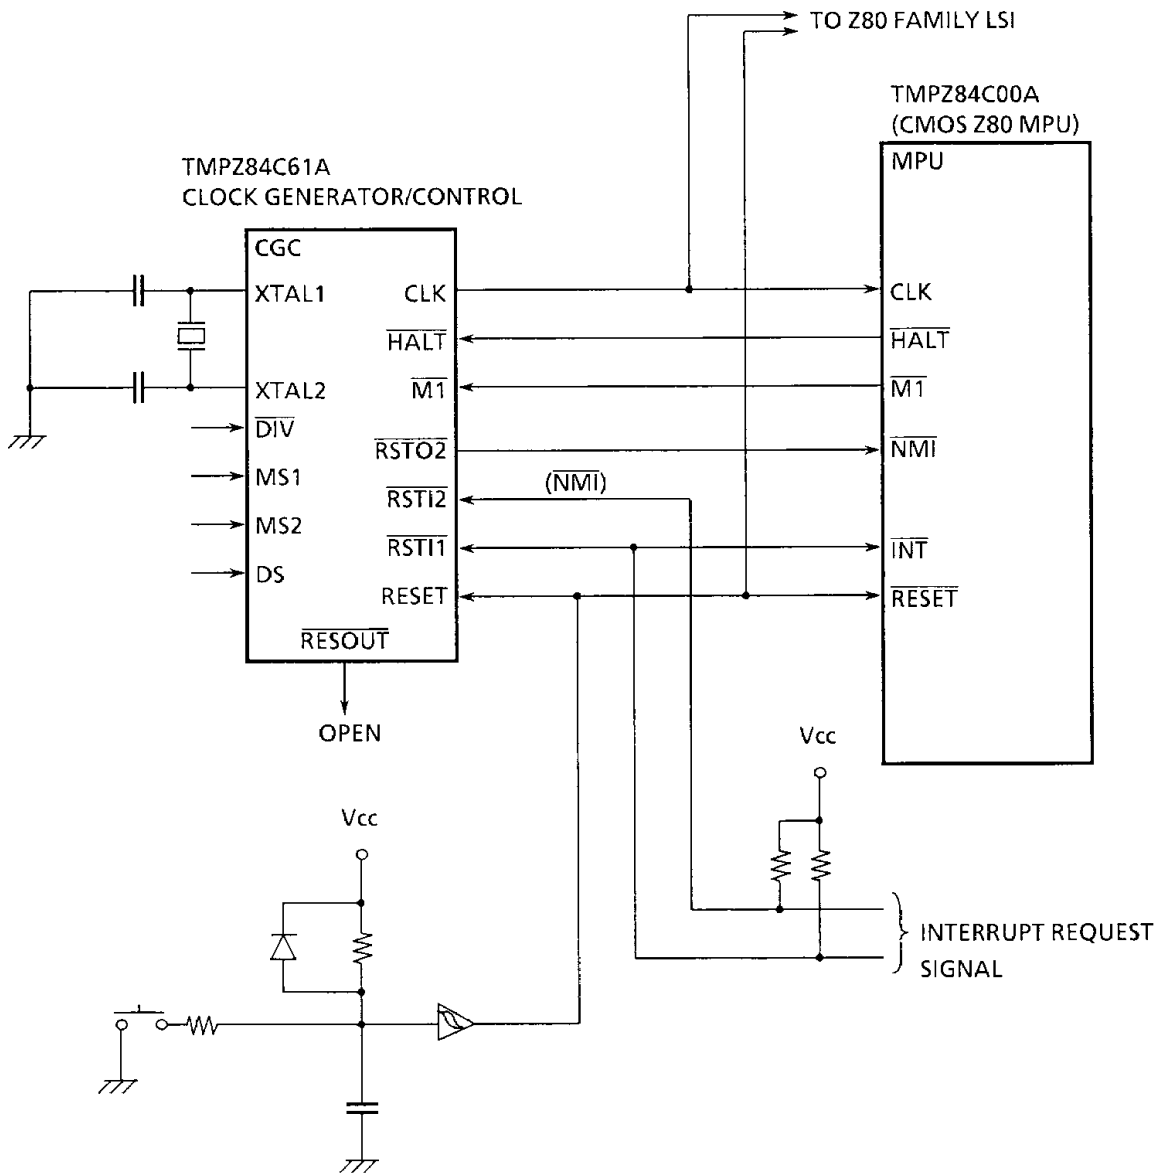 TO Z80 FAMILY LSI
TMPZ84C00A
(CMOS Z80 MPU)
MPU
TMPZ84C61A
CLOCK GENERATOR/CONTROL
CGC
XTAL1
CLK
CLK
HALT
HALT
XTAL2
M1
M1
DIV
RSTO2
NMI
MS1
(NMI)
RSTI2
MS2
RSTI1
INT
DS
RESET
RESET
RESOUT
OPEN
Vcc
Vcc
INTERRUPT REQUEST
SIGNAL